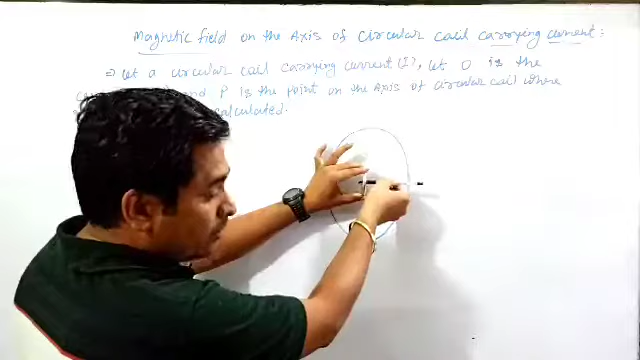 Magnetic field on the Axis of circular coil carrying current :
⇒ Let a circular coil carrying current (I), let O is the
and P is the point on the Axis of circular coil where
calculated.